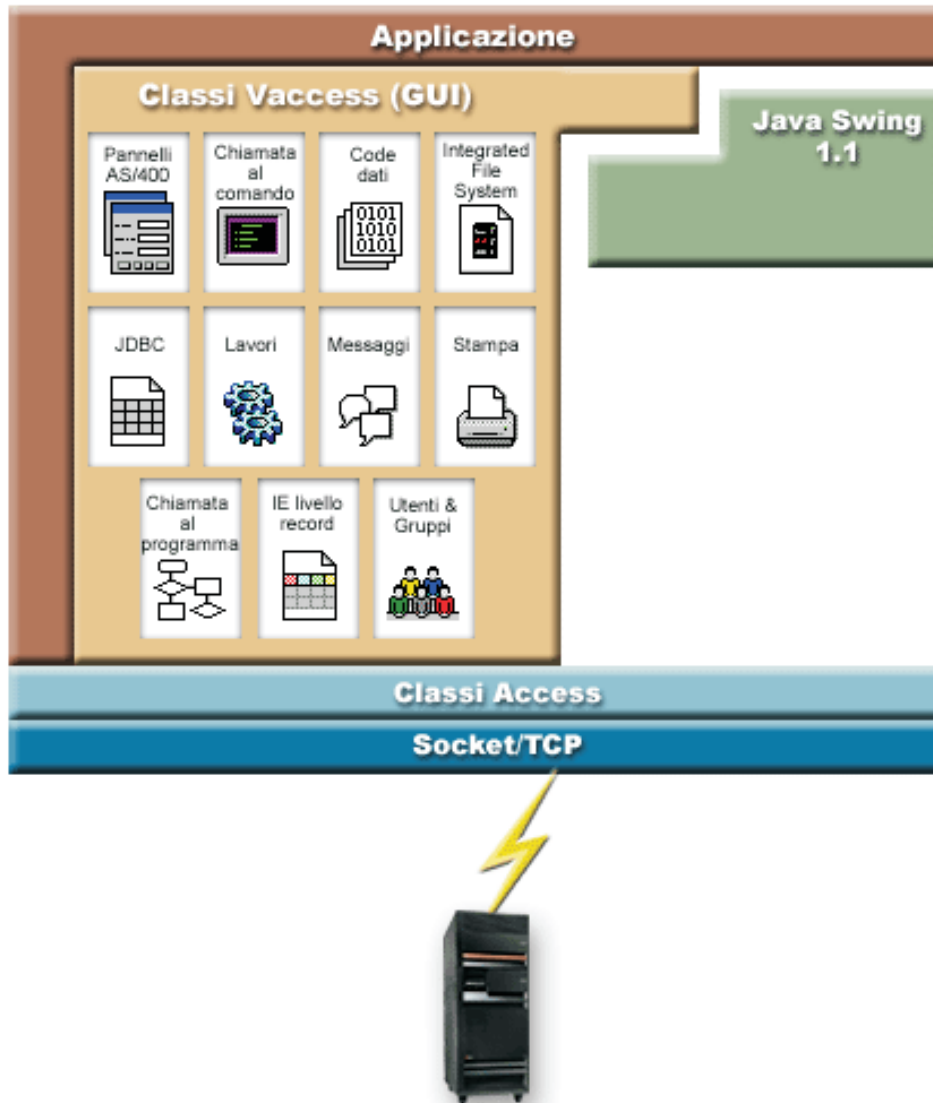 Applicazione
Classi Vaccess (GUI)
Java Swing
1.1
Pannelli
AS/400
Chiamata
al
comando
Code
dati
0101
1010
0101
Integrated
File
System
JDBC
Lavori
Messaggi
Stampa
Chiamata
al
programma
IE livello
record
Utenti &
Gruppi
Classi Access
Socket/TCP